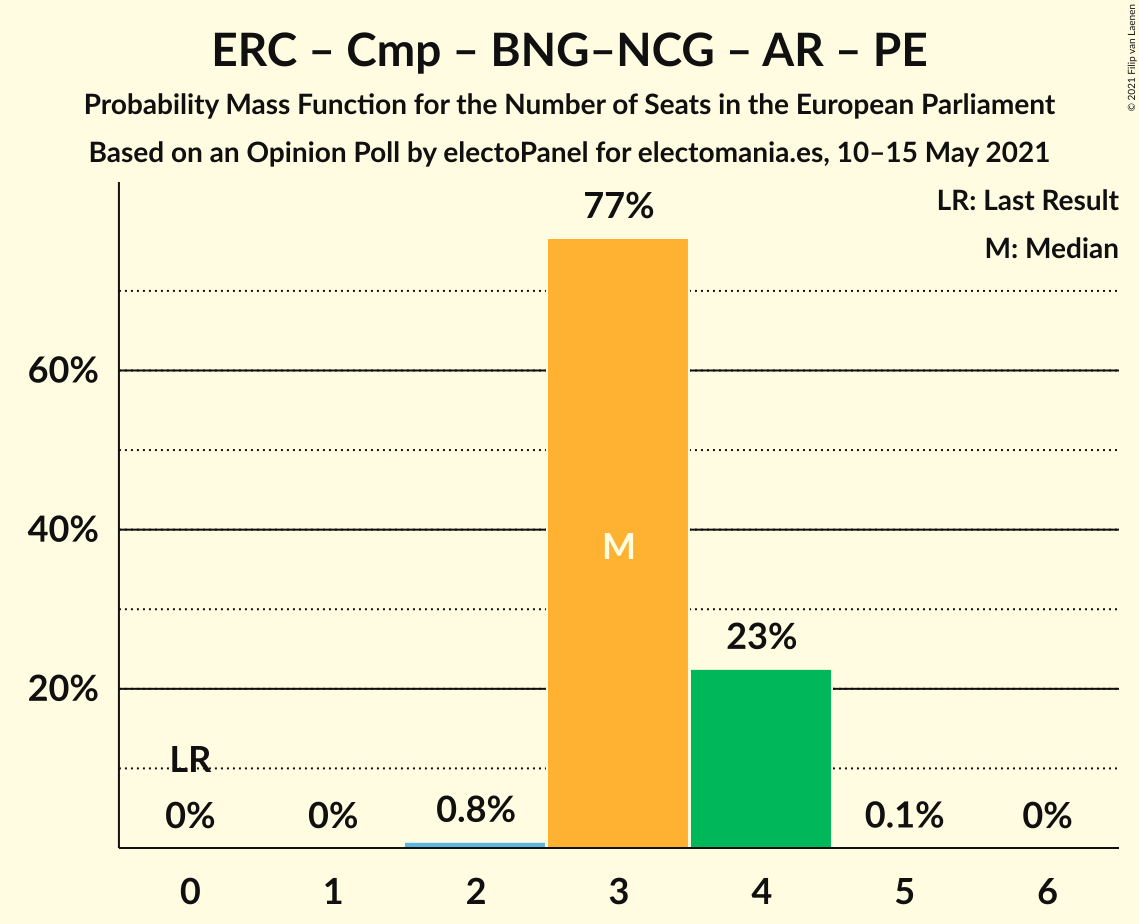 ERC – Cmp – BNG–NCG – AR – PE
Probability Mass Function for the Number of Seats in the European Parliament
Based on an Opinion Poll by electoPanel for electomania.es, 10–15 May 2021
© 2021 Filip van Laenen
LR: Last Result
M: Median
77%
60%
40%
M
23%
20%
LR
0% 0% 0.8% 0.1% 0%
0 1 2 3 4 5 6